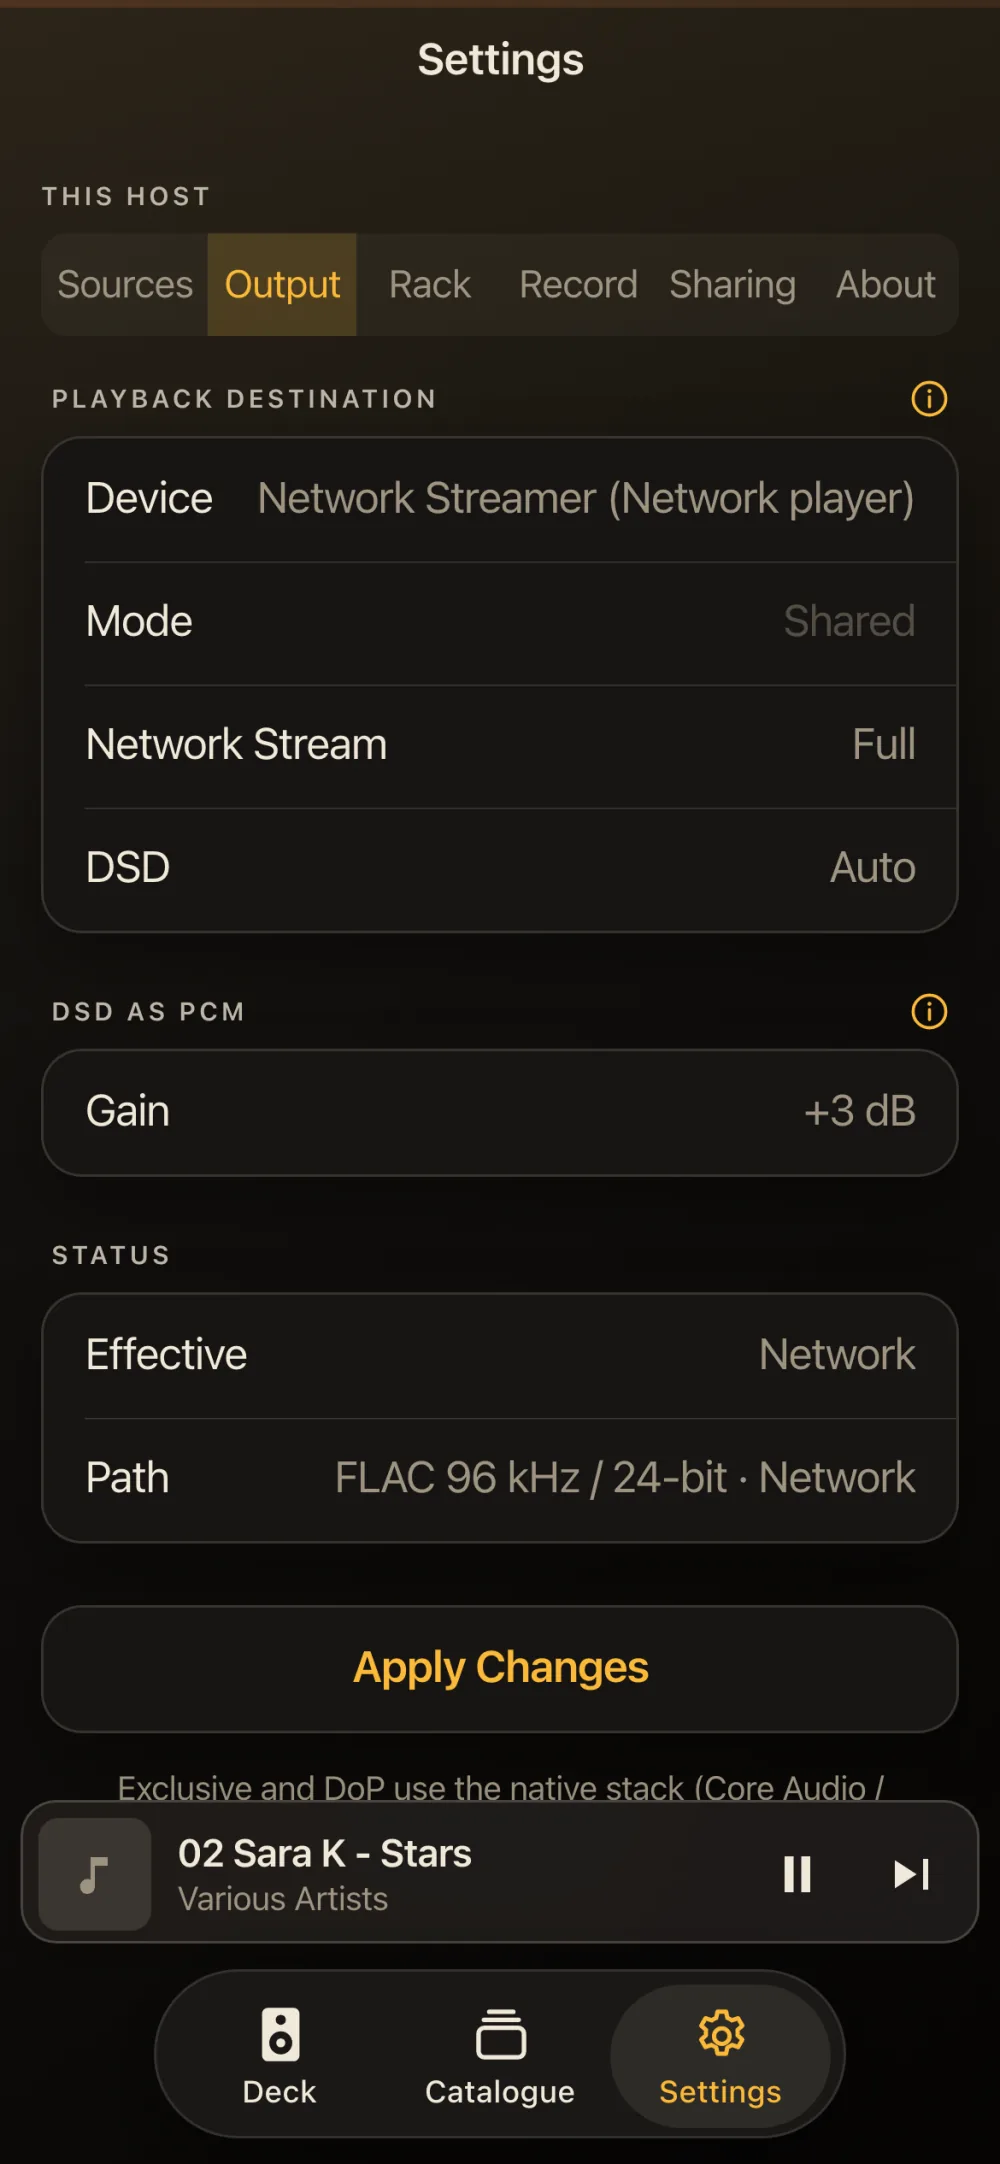 Settings
THIS HOST
Sources Output Rack Record Sharing About
PLAYBACK DESTINATION
Device Network Streamer (Network player)
Mode Shared
Network Stream Full
DSD Auto
DSD AS PCM
Gain +3 dB
STATUS
Effective Network
Path FLAC 96 kHz / 24-bit · Network
Apply Changes
Exclusive and DoP use the native stack (Core Audio /
02 Sara K - Stars
Various Artists
Deck Catalogue Settings